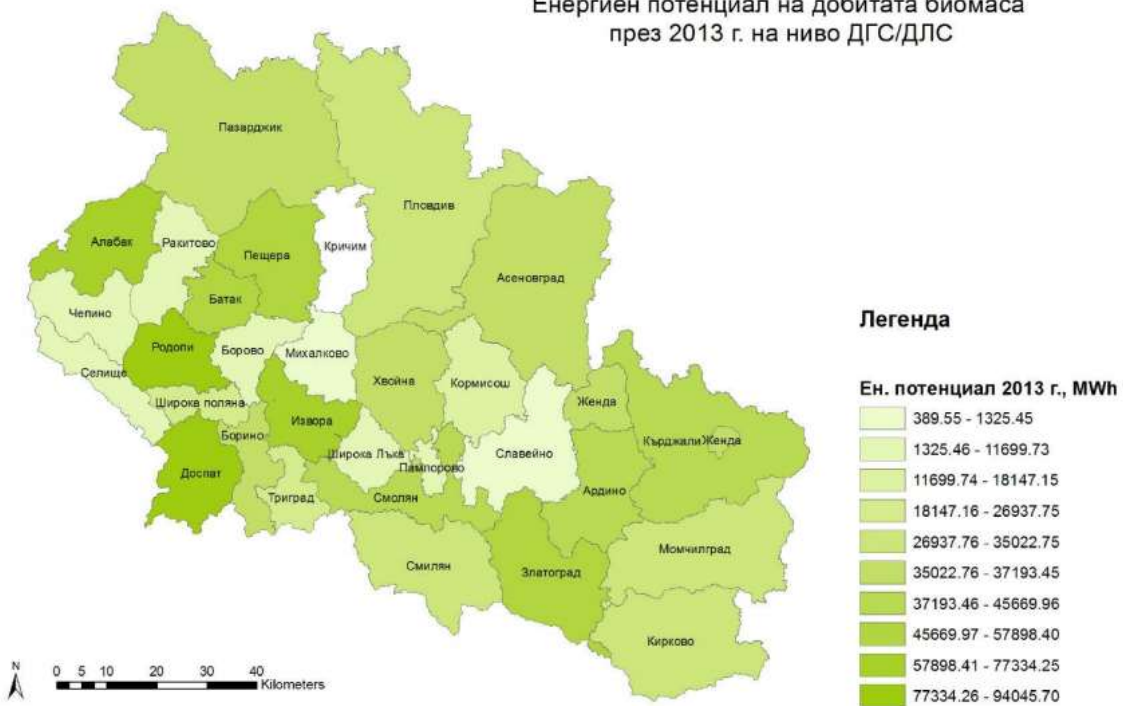 Енергиен потенциал на добитата биомаса
през 2013 г. на ниво ДГС/ДЛС
Пазарджик
Пловдив
Кричим
Алабак
Ракитово
Пещера
Асеновград
Батак
Чепино
Родопи
Борово
Михалково
Селище
Хвойна
Кормисош
Женда
Широка поляна
Извора
Борино
Широка Лъка
Славейно
Кърджали
Женда
Доспат
Пампорово
Триград
Смолян
Ардино
Момчилград
Смилян
Златоград
Кирково
Легенда
Ен. потенциал 2013 г., MWh
389.55 - 1325.45
1325.46 - 11699.73
11699.74 - 18147.15
18147.16 - 26937.75
26937.76 - 35022.75
35022.76 - 37193.45
37193.46 - 45669.96
45669.97 - 57898.40
57898.41 - 77334.25
77334.26 - 94045.70
N
0 5 10 20 30 40
Kilometers